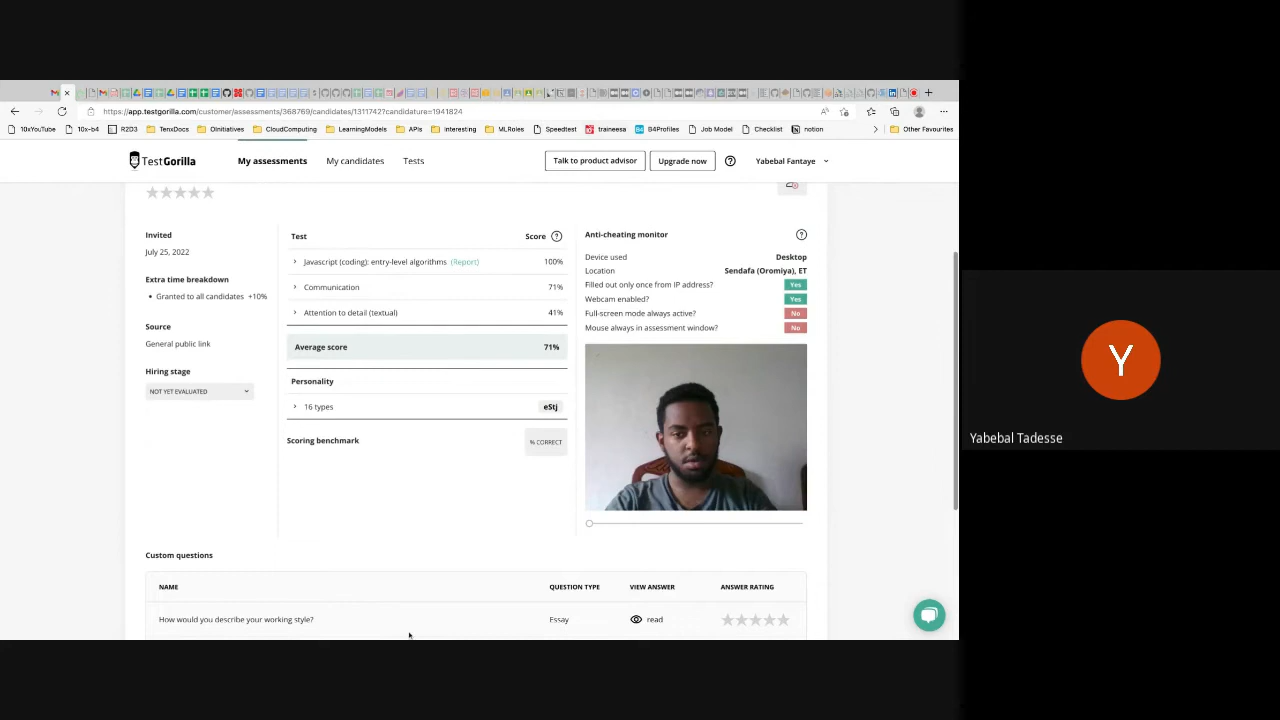 https://app.testgorilla.com/customer/assessments/368769/candidates/1311742?candidature=1941824
10xYouTube
10x-b4
R2D3
TenxDocs
OInitiatives
CloudComputing
LearningModels
APIs
Interesting
MLRoles
Speedtest
traineesa
B4Profiles
Job Model
Checklist
notion
Other Favourites
TestGorilla
My assessments
My candidates
Tests
Talk to product advisor
Upgrade now
Yabebal Fantaye
Invited
July 25, 2022
Extra time breakdown
• Granted to all candidates +10%
Source
General public link
Hiring stage
NOT YET EVALUATED
Test Score
Javascript (coding): entry-level algorithms (Report) 100%
Communication 71%
Attention to detail (textual) 41%
Average score 71%
Personality
16 types eStj
Scoring benchmark % CORRECT
Anti-cheating monitor
Device used Desktop
Location Sendafa (Oromiya), ET
Filled out only once from IP address? Yes
Webcam enabled? Yes
Full-screen mode always active? No
Mouse always in assessment window? No
Custom questions
NAME QUESTION TYPE VIEW ANSWER ANSWER RATING
How would you describe your working style? Essay read
Y
Yabebal Tadesse